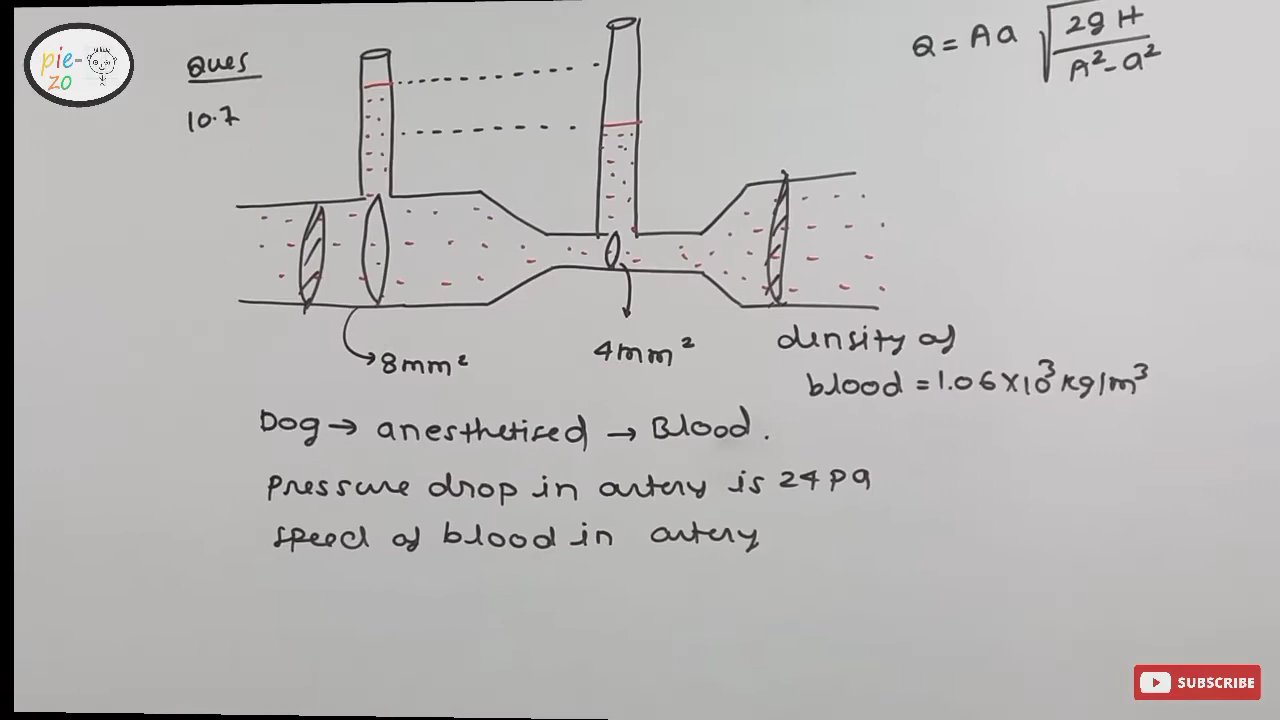 pie-
zo
Ques
10.7
Q = Aa √(2gH / A² - a²)
8mm²
4mm²
density of
blood = 1.06 × 10³ kg/m³
Dog → anesthetised → Blood.
Pressure drop in artery is 24 Pa
Speed of blood in artery
SUBSCRIBE